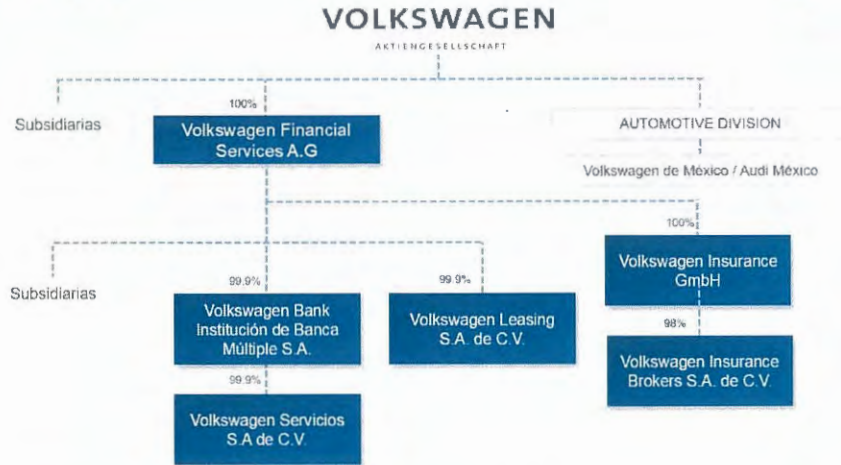 VOLKSWAGEN
AKTIENGESELLSCHAFT
Subsidiarias
100%
Volkswagen Financial
Services A.G
AUTOMOTIVE DIVISION
Volkswagen de México / Audi México
Subsidiarias
99.9%
Volkswagen Bank
Institución de Banca
Múltiple S.A.
99.9%
Volkswagen Leasing
S.A. de C.V.
100%
Volkswagen Insurance
GmbH
98%
Volkswagen Insurance
Brokers S.A. de C.V.
99.9%
Volkswagen Servicios
S.A de C.V.